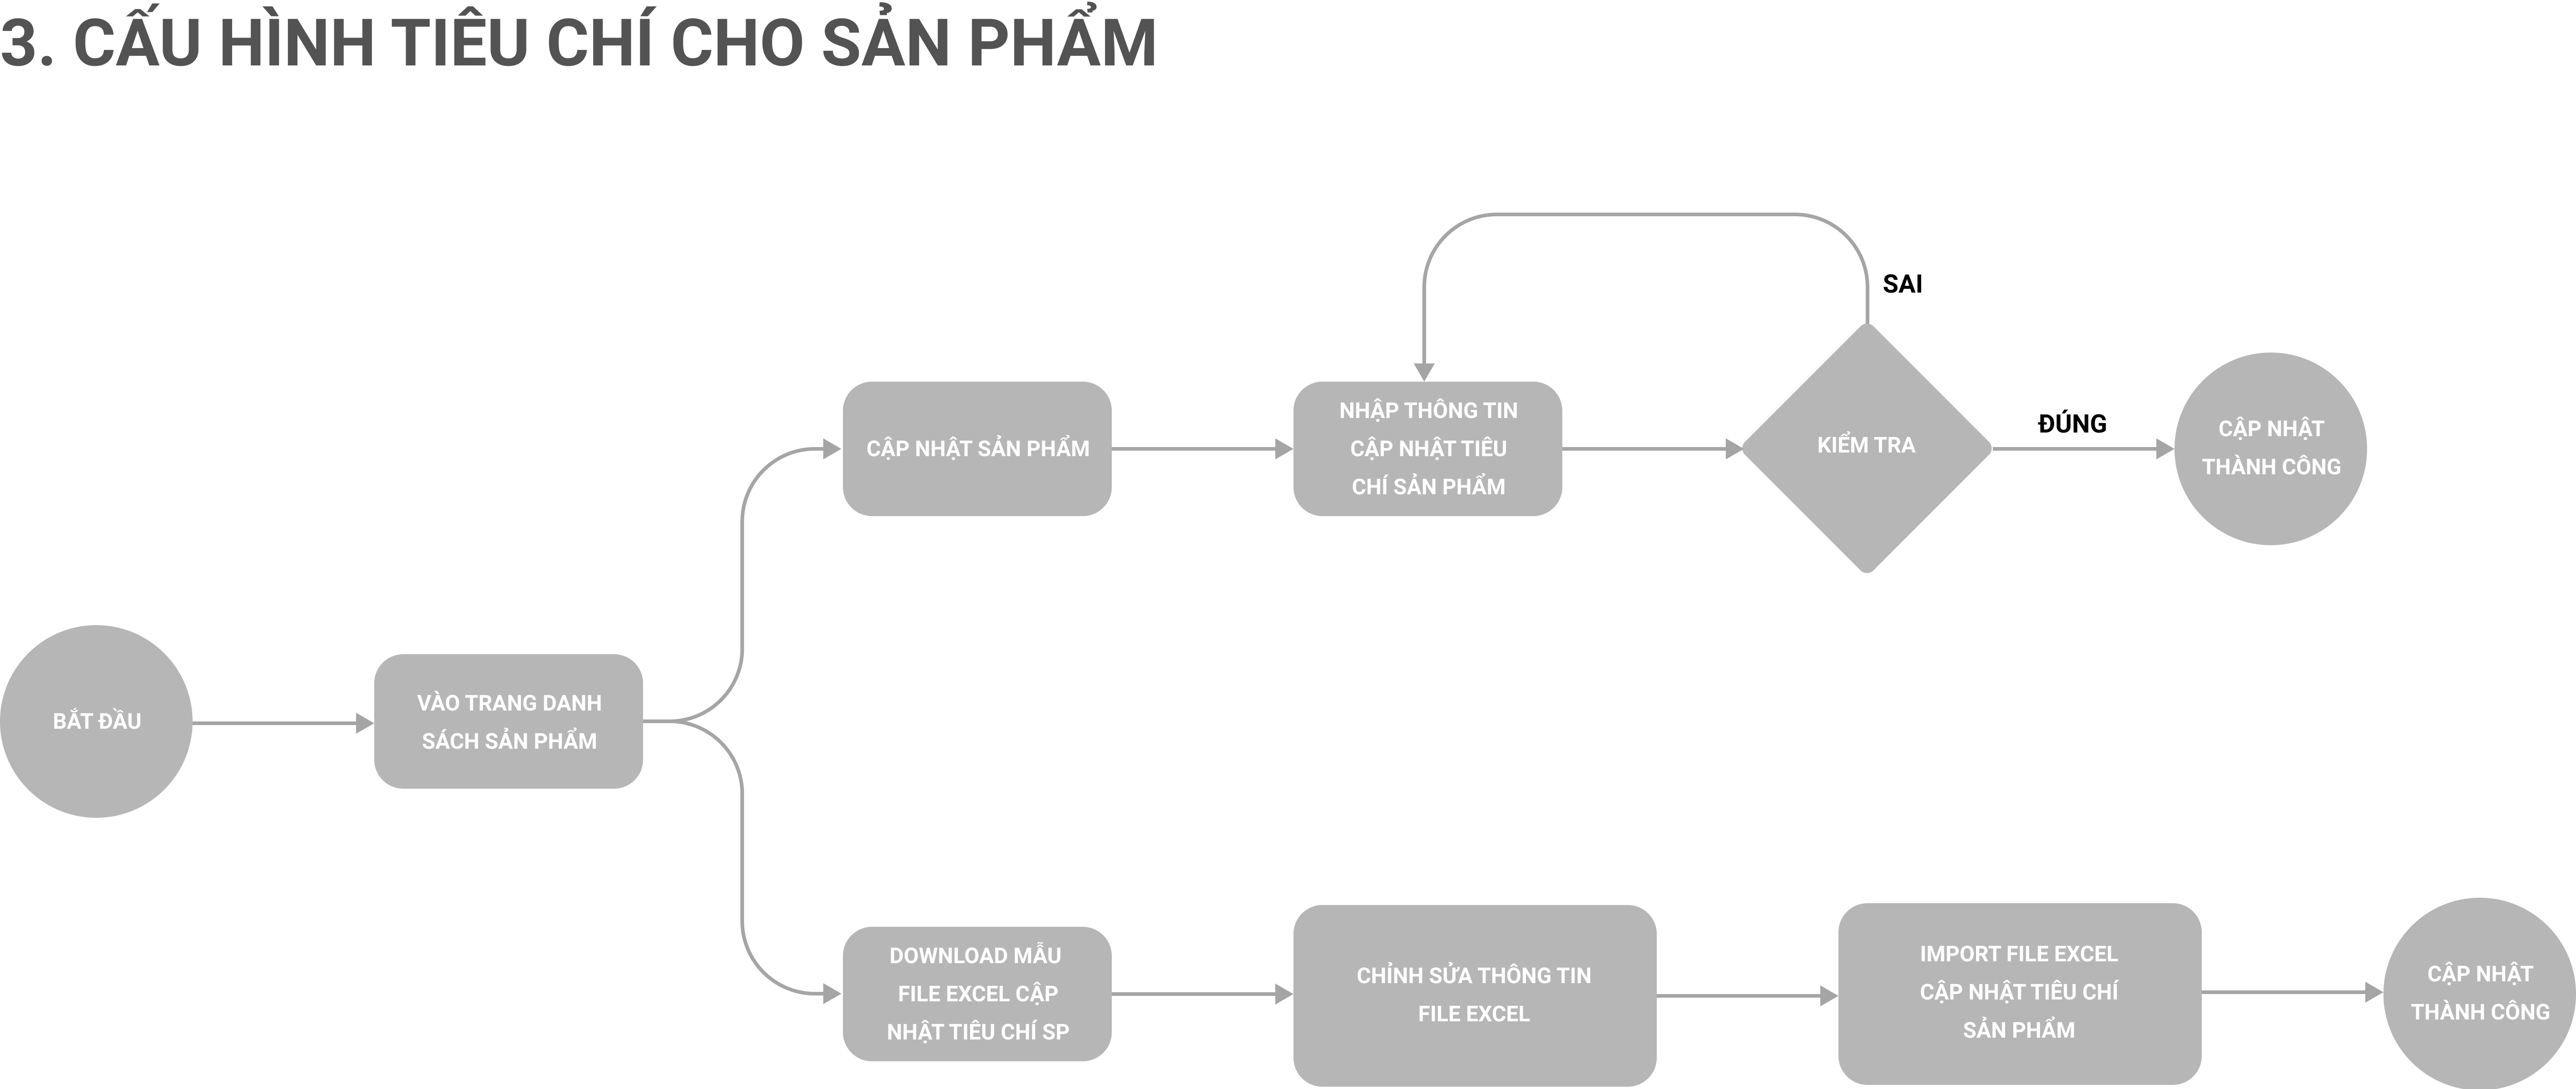 3. CẤU HÌNH TIÊU CHÍ CHO SẢN PHẨM
SAI
CẬP NHẬT SẢN PHẨM
NHẬP THÔNG TIN
CẬP NHẬT TIÊU
CHÍ SẢN PHẨM
KIỂM TRA
ĐÚNG
CẬP NHẬT
THÀNH CÔNG
BẮT ĐẦU
VÀO TRANG DANH
SÁCH SẢN PHẨM
DOWNLOAD MẪU
FILE EXCEL CẬP
NHẬT TIÊU CHÍ SP
CHỈNH SỬA THÔNG TIN
FILE EXCEL
IMPORT FILE EXCEL
CẬP NHẬT TIÊU CHÍ
SẢN PHẨM
CẬP NHẬT
THÀNH CÔNG